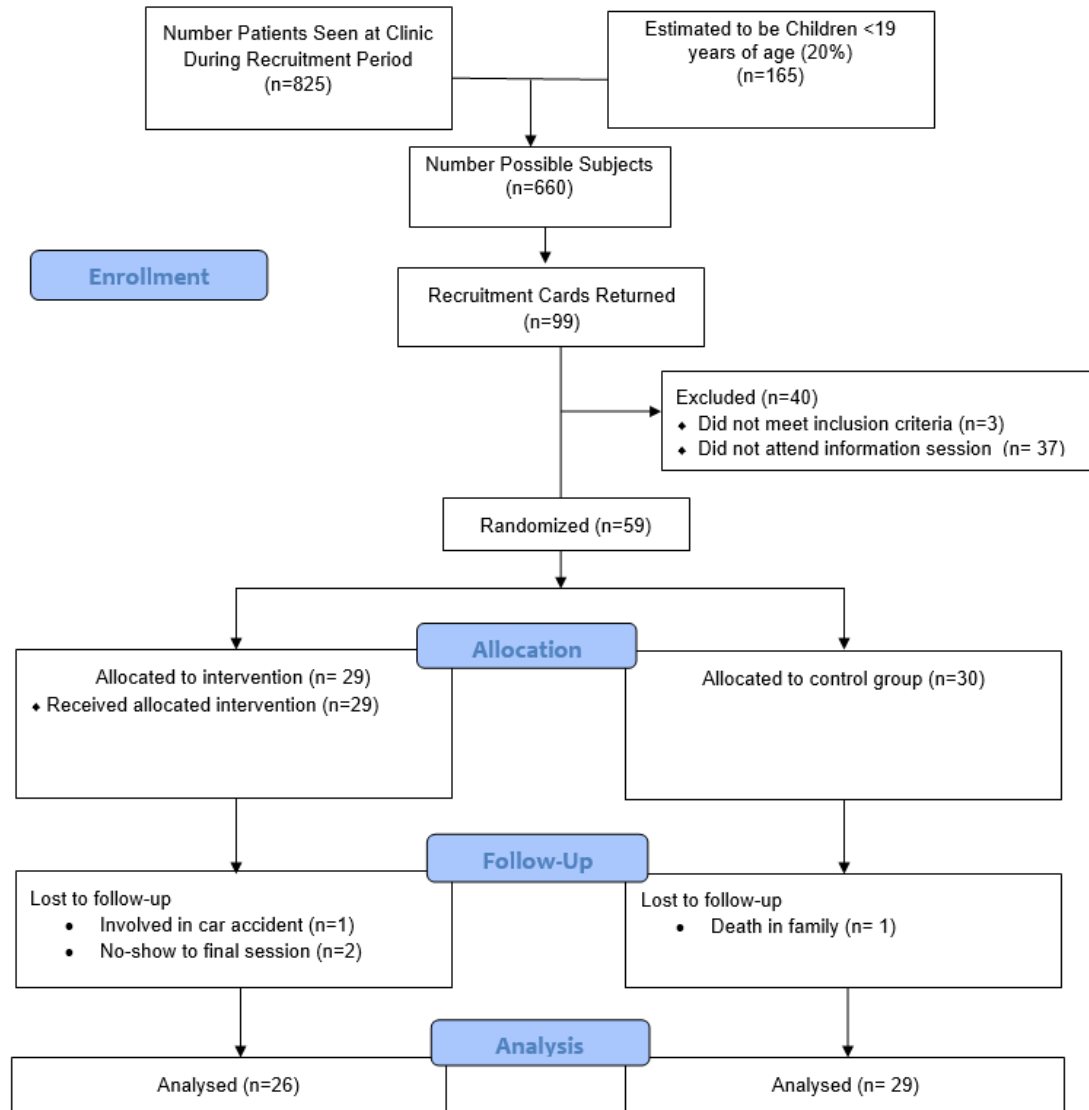 Number Patients Seen at Clinic
During Recruitment Period
(n=825)
Estimated to be Children <19
years of age (20%)
(n=165)
Number Possible Subjects
(n=660)
Enrollment
Recruitment Cards Returned
(n=99)
Excluded (n=40)
⬥ Did not meet inclusion criteria (n=3)
⬥ Did not attend information session (n= 37)
Randomized (n=59)
Allocation
Allocated to intervention (n= 29)
⬥ Received allocated intervention (n=29)
Allocated to control group (n=30)
Follow-Up
Lost to follow-up
• Involved in car accident (n=1)
• No-show to final session (n=2)
Lost to follow-up
• Death in family (n= 1)
Analysis
Analysed (n=26)
Analysed (n= 29)